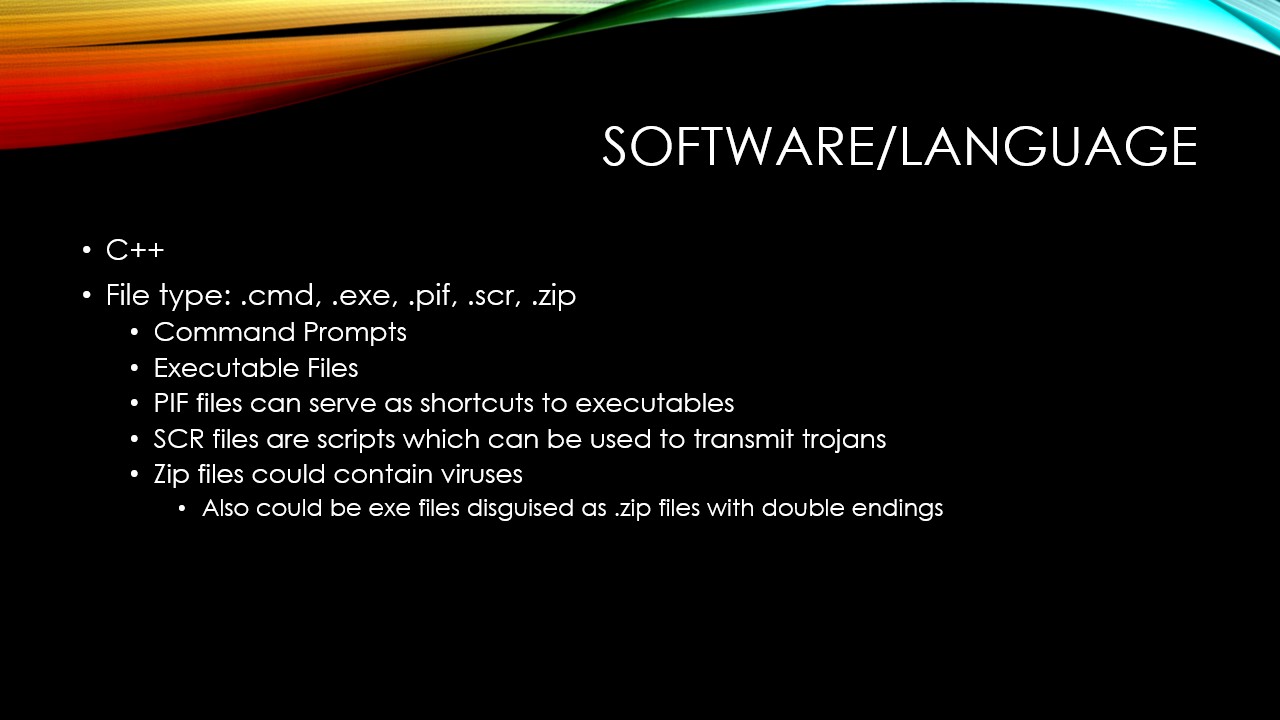 SOFTWARE/LANGUAGE
• C++
• File type: .cmd, .exe, .pif, .scr, .zip
• Command Prompts
• Executable Files
• PIF files can serve as shortcuts to executables
• SCR files are scripts which can be used to transmit trojans
• Zip files could contain viruses
• Also could be exe files disguised as .zip files with double endings